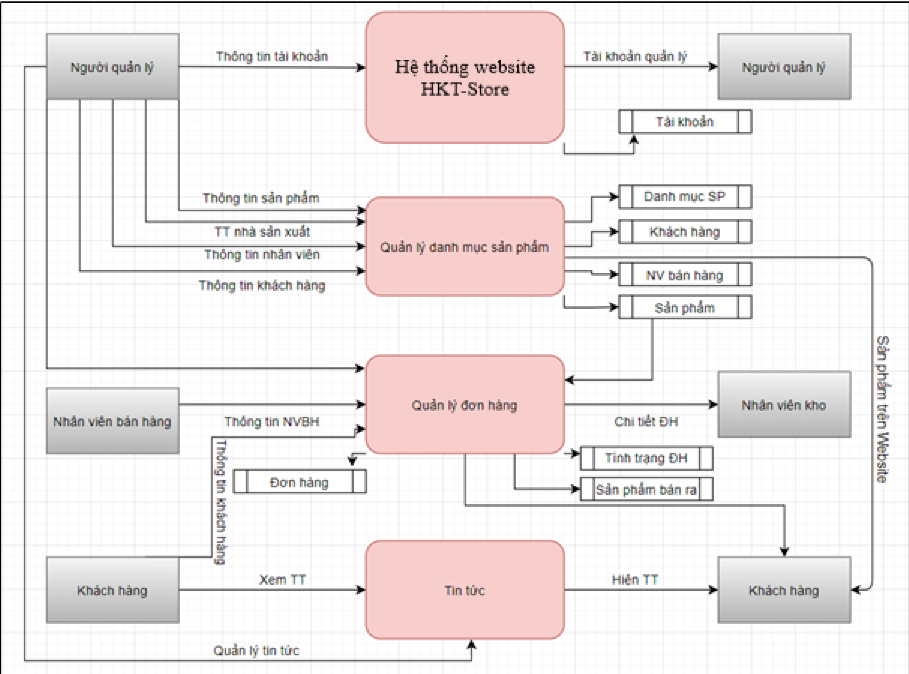 Người quản lý
Thông tin tài khoản
Hệ thống website
HKT-Store
Tài khoản quản lý
Người quản lý
Tài khoản
Thông tin sản phẩm
TT nhà sản xuất
Thông tin nhân viên
Thông tin khách hàng
Quản lý danh mục sản phẩm
Danh mục SP
Khách hàng
NV bán hàng
Sản phẩm
Sản phẩm trên Website
Nhân viên bán hàng
Thông tin NVBH
Quản lý đơn hàng
Chi tiết ĐH
Nhân viên kho
Thông tin khách hàng
Đơn hàng
Tình trạng ĐH
Sản phẩm bán ra
Khách hàng
Xem TT
Tin tức
Hiển TT
Khách hàng
Quản lý tin tức